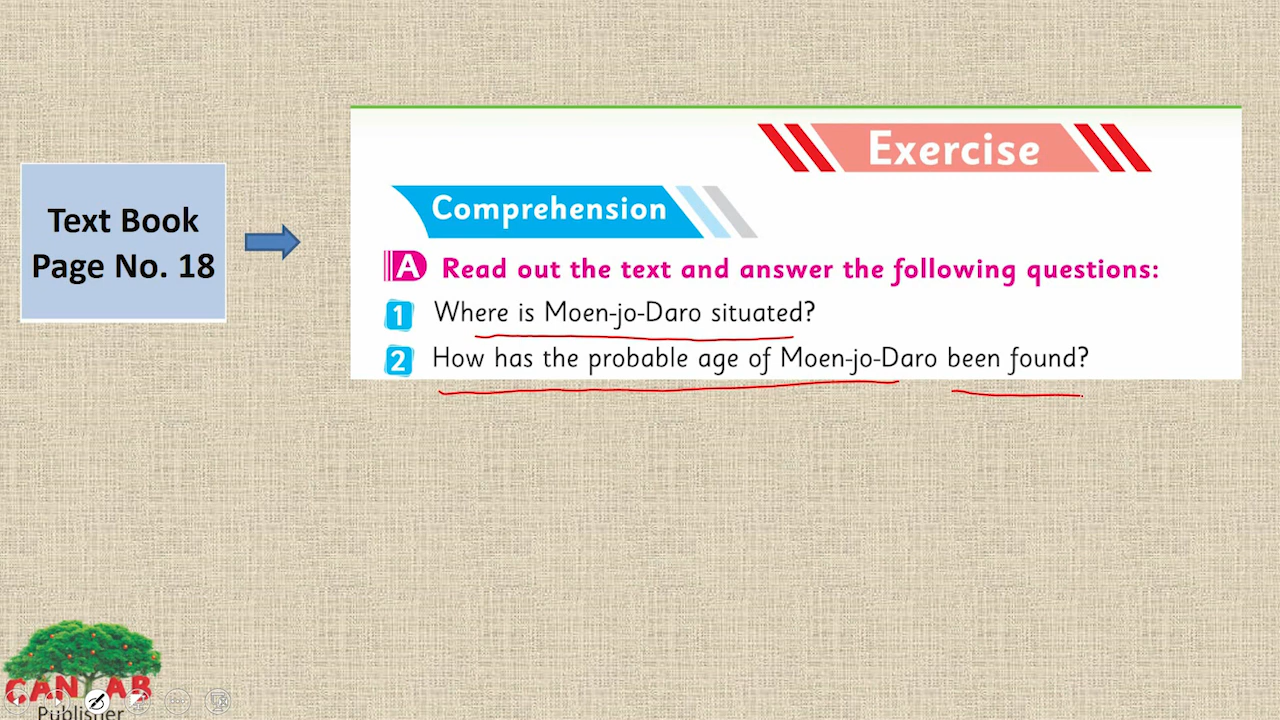 Text Book
Page No. 18
Exercise
Comprehension
A Read out the text and answer the following questions:
1 Where is Moen-jo-Daro situated?
2 How has the probable age of Moen-jo-Daro been found?
CANTAB
Publisher